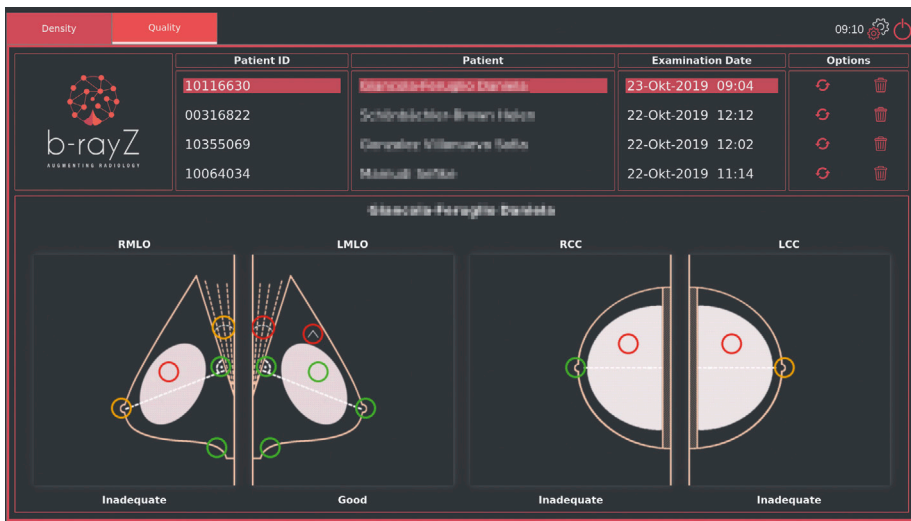 Density Quality 09:10
Patient ID Patient Examination Date Options
10116630 23-Okt-2019 09:04
00316822 22-Okt-2019 12:12
10355069 22-Okt-2019 12:02
10064034 22-Okt-2019 11:14
b-rayZ
AUGMENTING RADIOLOGY
RMLO LMLO RCC LCC
Inadequate Good Inadequate Inadequate